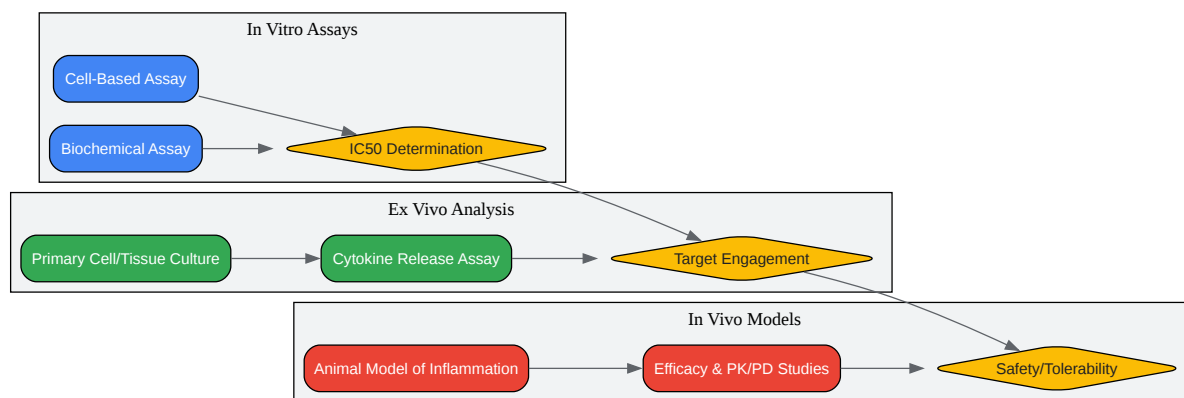 In Vitro Assays
Cell-Based Assay
Biochemical Assay
IC50 Determination
Ex Vivo Analysis
Primary Cell/Tissue Culture
Cytokine Release Assay
Target Engagement
In Vivo Models
Animal Model of Inflammation
Efficacy & PK/PD Studies
Safety/Tolerability